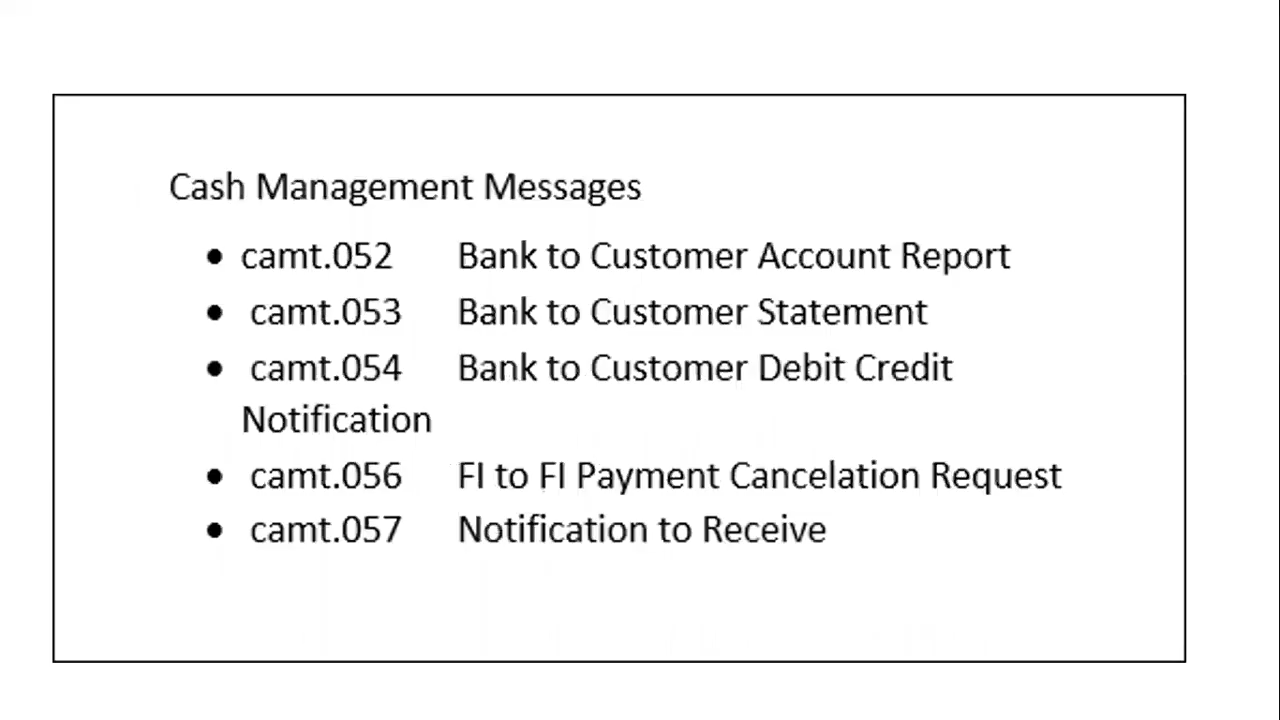 Cash Management Messages
• camt.052 Bank to Customer Account Report
• camt.053 Bank to Customer Statement
• camt.054 Bank to Customer Debit Credit
Notification
• camt.056 FI to FI Payment Cancelation Request
• camt.057 Notification to Receive